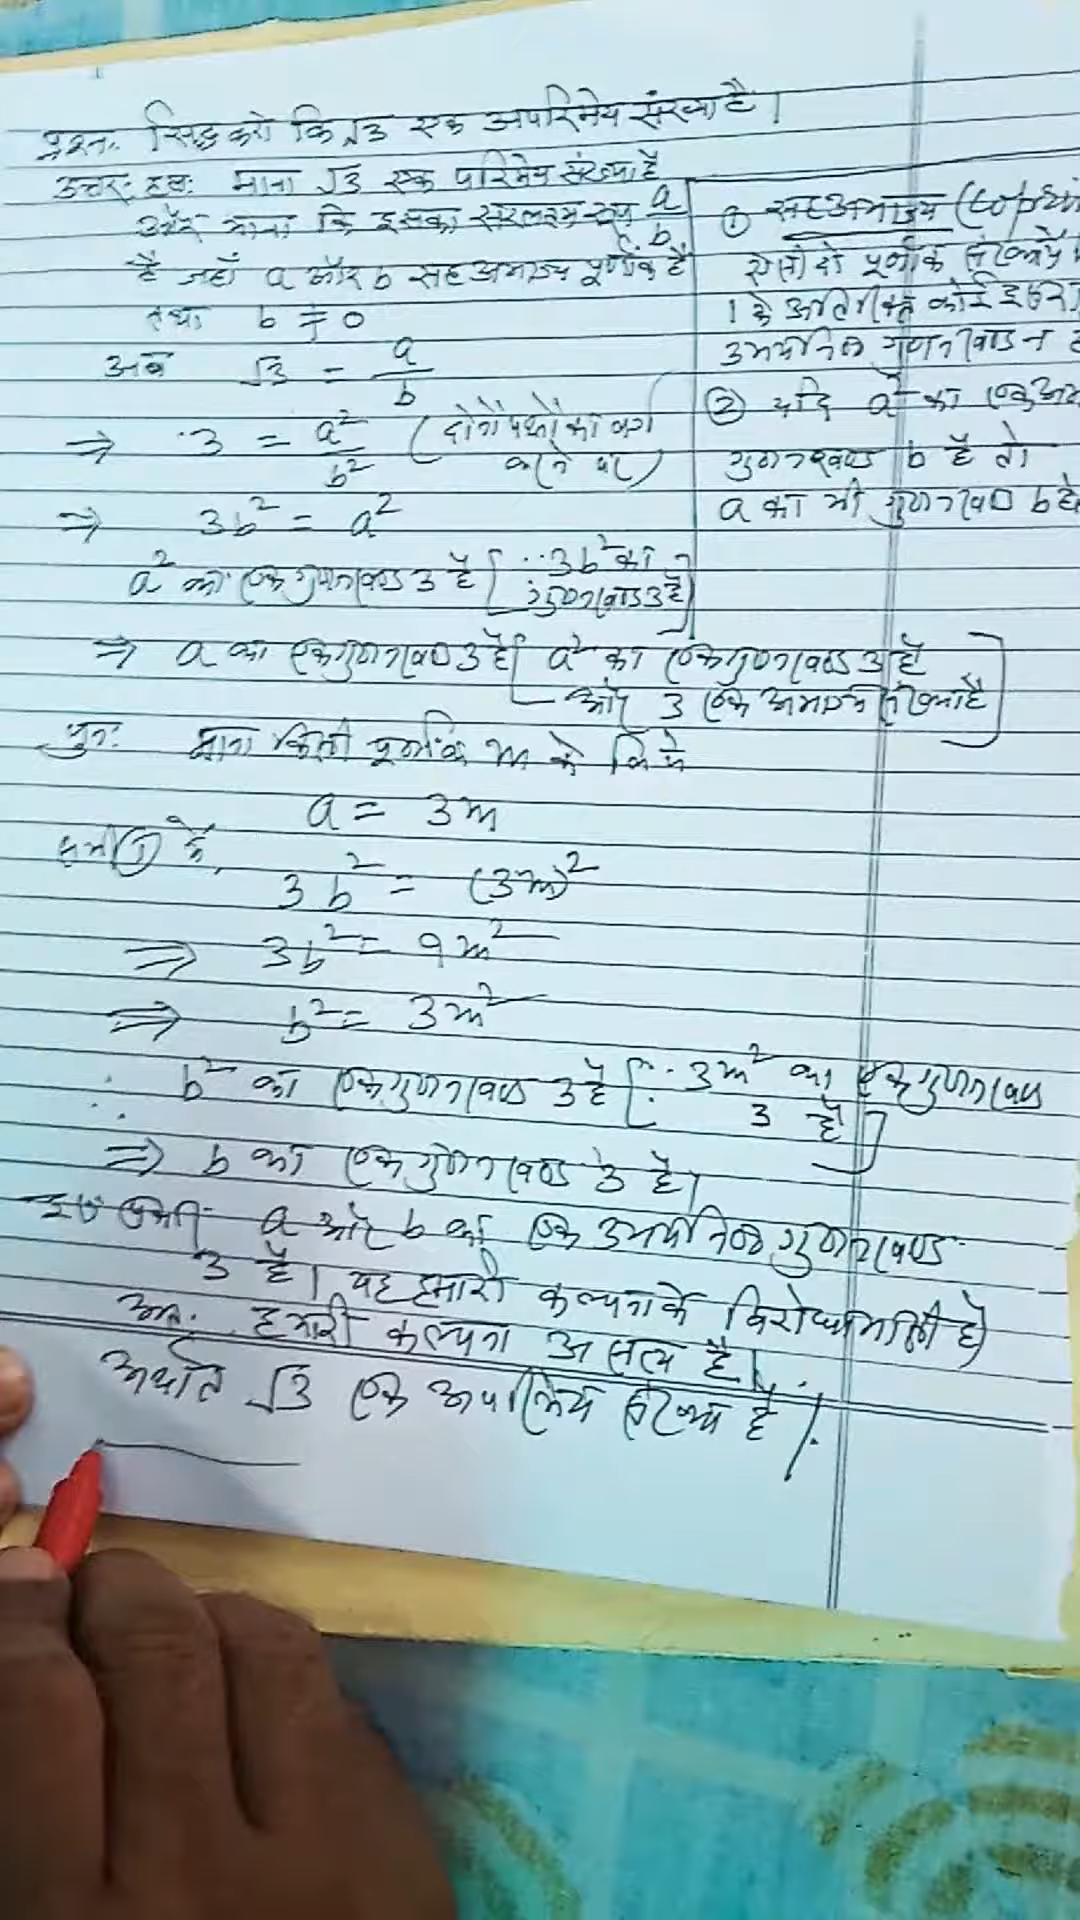 प्रश्न. सिद्ध करो कि √3 एक अपरिमेय संख्या है।
उत्तर: हल: माना √3 एक परिमेय संख्या है
और माना कि इसका सरलतम रूप a/b
है जहाँ a और b सहअभाज्य पूर्णांक है
तथा b ≠ 0
अब √3 = a/b
⇒ 3 = a²/b² (दोनों पक्षों का वर्ग
करने पर)
⇒ 3b² = a²
a² का एक गुणनखण्ड 3 है [∵ 3b² का
गुणनखण्ड 3 है]
① सहअभाज्य
ऐसी दो पूर्णांक संख्याएँ
1 के अतिरिक्त कोई
उभयनिष्ठ गुणनखण्ड न
② यदि a² का एक
गुणनखण्ड b है तो
a का भी गुणनखण्ड b
⇒ a का एक गुणनखण्ड 3 है [a² का एक गुणनखण्ड 3 है
और 3 एक अभाज्य संख्या है]
पुनः माना किसी पूर्णांक m के लिये
a = 3m
समी ① से,
3b² = (3m)²
⇒ 3b² = 9m²
⇒ b² = 3m²
∴ b² का एक गुणनखण्ड 3 है [∵ 3m² का एक गुणनखण्ड
3 है]
⇒ b का एक गुणनखण्ड 3 है।
a और b का एक उभयनिष्ठ गुणनखण्ड
3 है। यह हमारी कल्पना के
अतः हमारी कल्पना असत्य है।
अर्थात √3 एक अपरिमेय संख्या है।